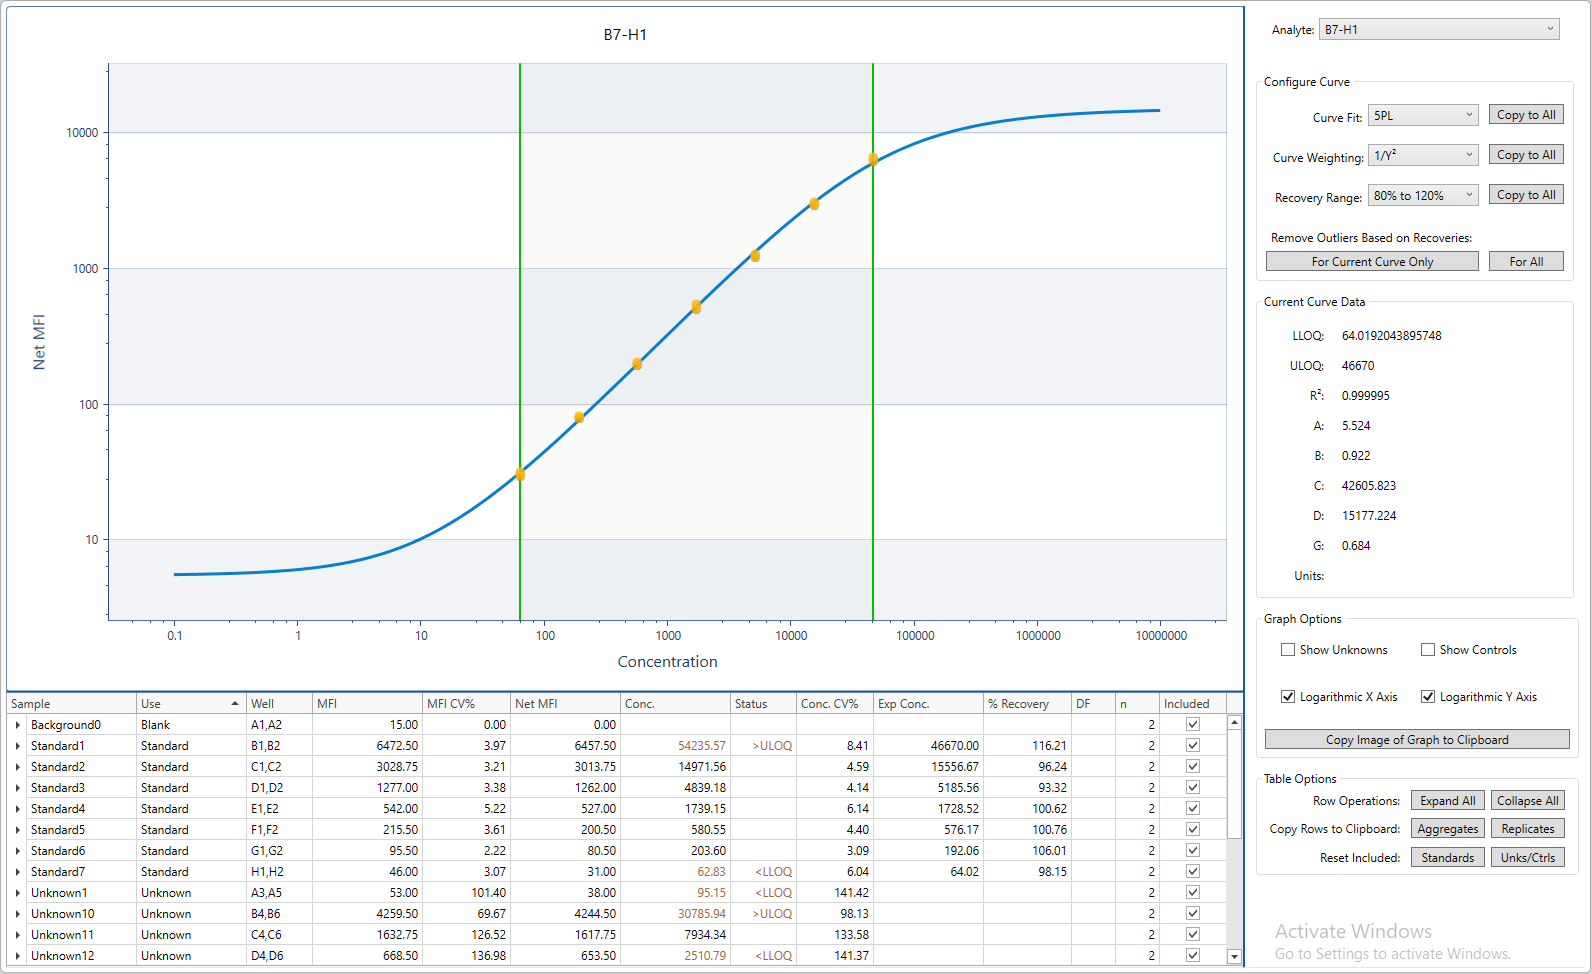 B7-H1
Net MFI
10000
1000
100
10
0.1 1 10 100 1000 10000 100000 1000000 10000000
Concentration
Analyte: B7-H1
Configure Curve
Curve Fit: 5PL Copy to All
Curve Weighting: 1/Y² Copy to All
Recovery Range: 80% to 120% Copy to All
Remove Outliers Based on Recoveries:
For Current Curve Only For All
Current Curve Data
LLOQ: 64.0192043895748
ULOQ: 46670
R²: 0.999995
A: 5.524
B: 0.922
C: 42605.823
D: 15177.224
G: 0.684
Units:
Graph Options
Show Unknowns Show Controls
Logarithmic X Axis Logarithmic Y Axis
Copy Image of Graph to Clipboard
Table Options
Row Operations: Expand All Collapse All
Copy Rows to Clipboard: Aggregates Replicates
Reset Included: Standards Unks/Ctrls
Sample Use Well MFI MFI CV% Net MFI Conc. Status Conc. CV% Exp Conc. % Recovery DF n Included
Background0 Blank A1,A2 15.00 0.00 0.00 2
Standard1 Standard B1,B2 6472.50 3.97 6457.50 54235.57 >ULOQ 8.41 46670.00 116.21 2
Standard2 Standard C1,C2 3028.75 3.21 3013.75 14971.56 4.59 15556.67 96.24 2
Standard3 Standard D1,D2 1277.00 3.38 1262.00 4839.18 4.14 5185.56 93.32 2
Standard4 Standard E1,E2 542.00 5.22 527.00 1739.15 6.14 1728.52 100.62 2
Standard5 Standard F1,F2 215.50 3.61 200.50 580.55 4.40 576.17 100.76 2
Standard6 Standard G1,G2 95.50 2.22 80.50 203.60 3.09 192.06 106.01 2
Standard7 Standard H1,H2 46.00 3.07 31.00 62.83 <LLOQ 6.04 64.02 98.15 2
Unknown1 Unknown A3,A5 53.00 101.40 38.00 95.15 <LLOQ 141.42 2
Unknown10 Unknown B4,B6 4259.50 69.67 4244.50 30785.94 >ULOQ 98.13 2
Unknown11 Unknown C4,C6 1632.75 126.52 1617.75 7934.34 133.58 2
Unknown12 Unknown D4,D6 668.50 136.98 653.50 2510.79 <LLOQ 141.37 2
Activate Windows
Go to Settings to activate Windows.